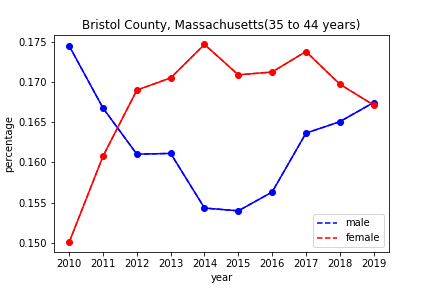 Bristol County, Massachusetts(35 to 44 years)
percentage
0.175
0.170
0.165
0.160
0.155
0.150
2010 2011 2012 2013 2014 2015 2016 2017 2018 2019
year
male
female